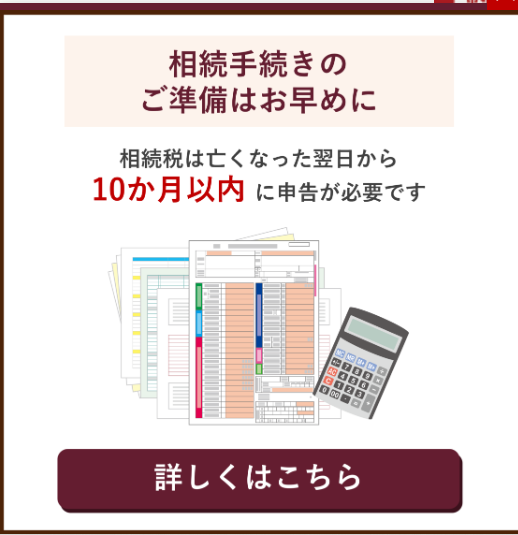 相続手続きの
ご準備はお早めに
相続税は亡くなった翌日から
10か月以内 に申告が必要です
詳しくはこちら